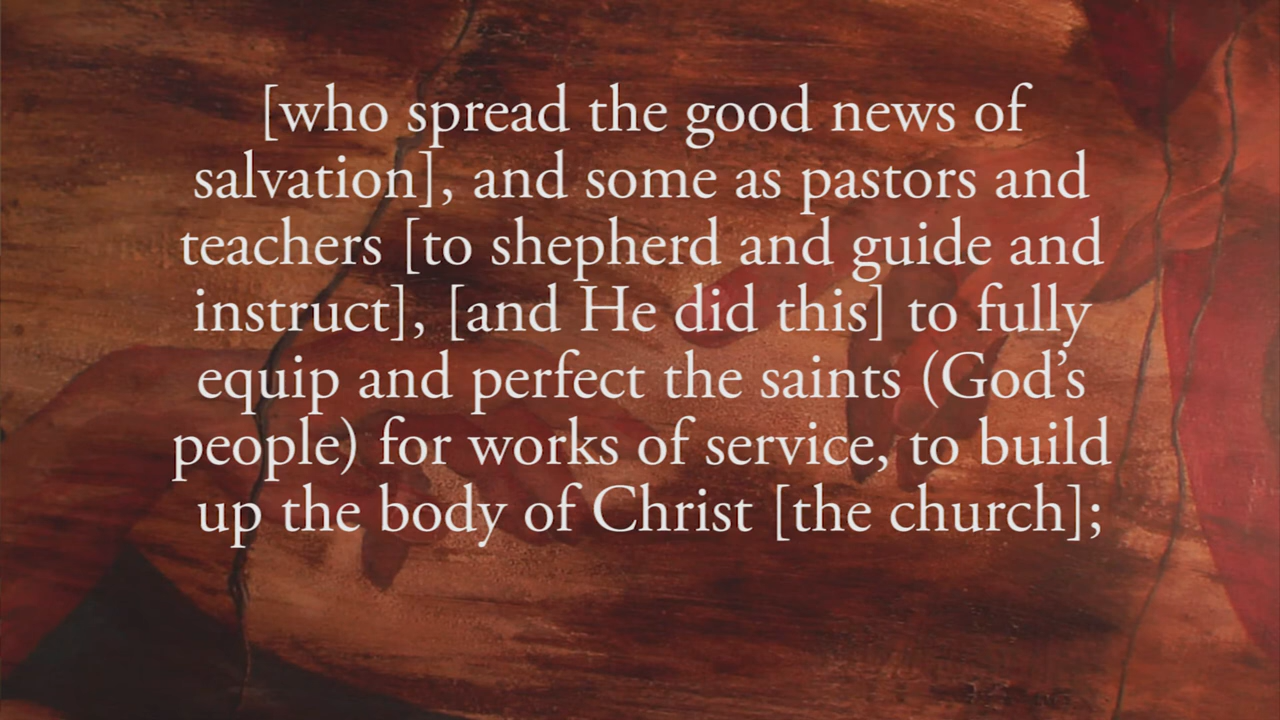 [who spread the good news of
salvation], and some as pastors and
teachers [to shepherd and guide and
instruct], [and He did this] to fully
equip and perfect the saints (God’s
people) for works of service, to build
up the body of Christ [the church];